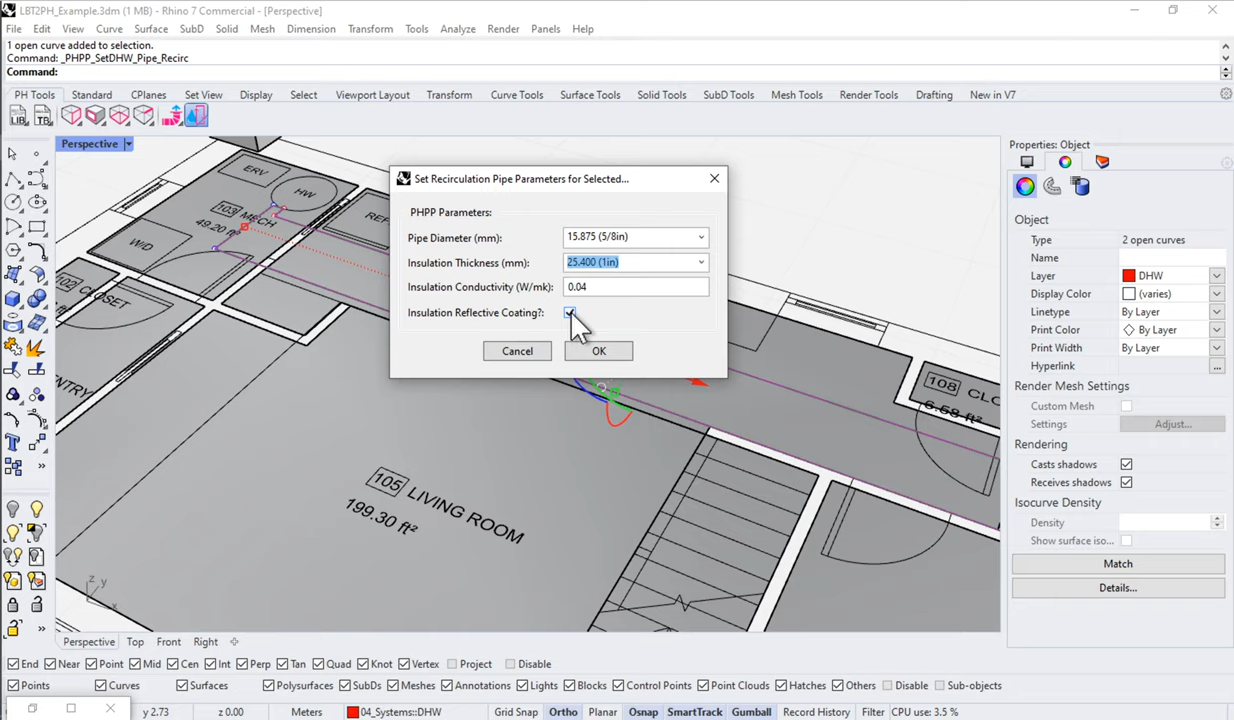 LBT2PH_Example.3dm (1 MB) - Rhino 7 Commercial - [Perspective]
File Edit View Curve Surface SubD Solid Mesh Dimension Transform Tools Analyze Render Panels Help
1 open curve added to selection.
Command: _PHPP_SetDHW_Pipe_Recirc
Command:
PH Tools Standard CPlanes Set View Display Select Viewport Layout Transform Curve Tools Surface Tools Solid Tools SubD Tools Mesh Tools Render Tools Drafting New in V7
LIB TB
Perspective
ERV
HW
103 MECH
49.20 ft²
W/D
102 CLOSET
ENTRY
105 LIVING ROOM
199.30 ft²
108
6.58 ft²
z y
x
Set Recirculation Pipe Parameters for Selected...
PHPP Parameters:
Pipe Diameter (mm): 15.875 (5/8in)
Insulation Thickness (mm): 25.400 (1in)
Insulation Conductivity (W/mk): 0.04
Insulation Reflective Coating?:
Cancel OK
Properties: Object
Object
Type 2 open curves
Name
Layer DHW
Display Color (varies)
Linetype By Layer
Print Color By Layer
Print Width By Layer
Hyperlink ...
Render Mesh Settings
Custom Mesh
Settings Adjust...
Rendering
Casts shadows
Receives shadows
Isocurve Density
Density
Show surface iso...
Match
Details...
Perspective Top Front Right
End Near Point Mid Cen Int Perp Tan Quad Knot Vertex Project Disable
Points Curves Surfaces Polysurfaces SubDs Meshes Annotations Lights Blocks Control Points Point Clouds Hatches Others Disable Sub-objects
y 2.73 z 0.00 Meters 04_Systems::DHW Grid Snap Ortho Planar Osnap SmartTrack Gumball Record History Filter CPU use: 3.5 %